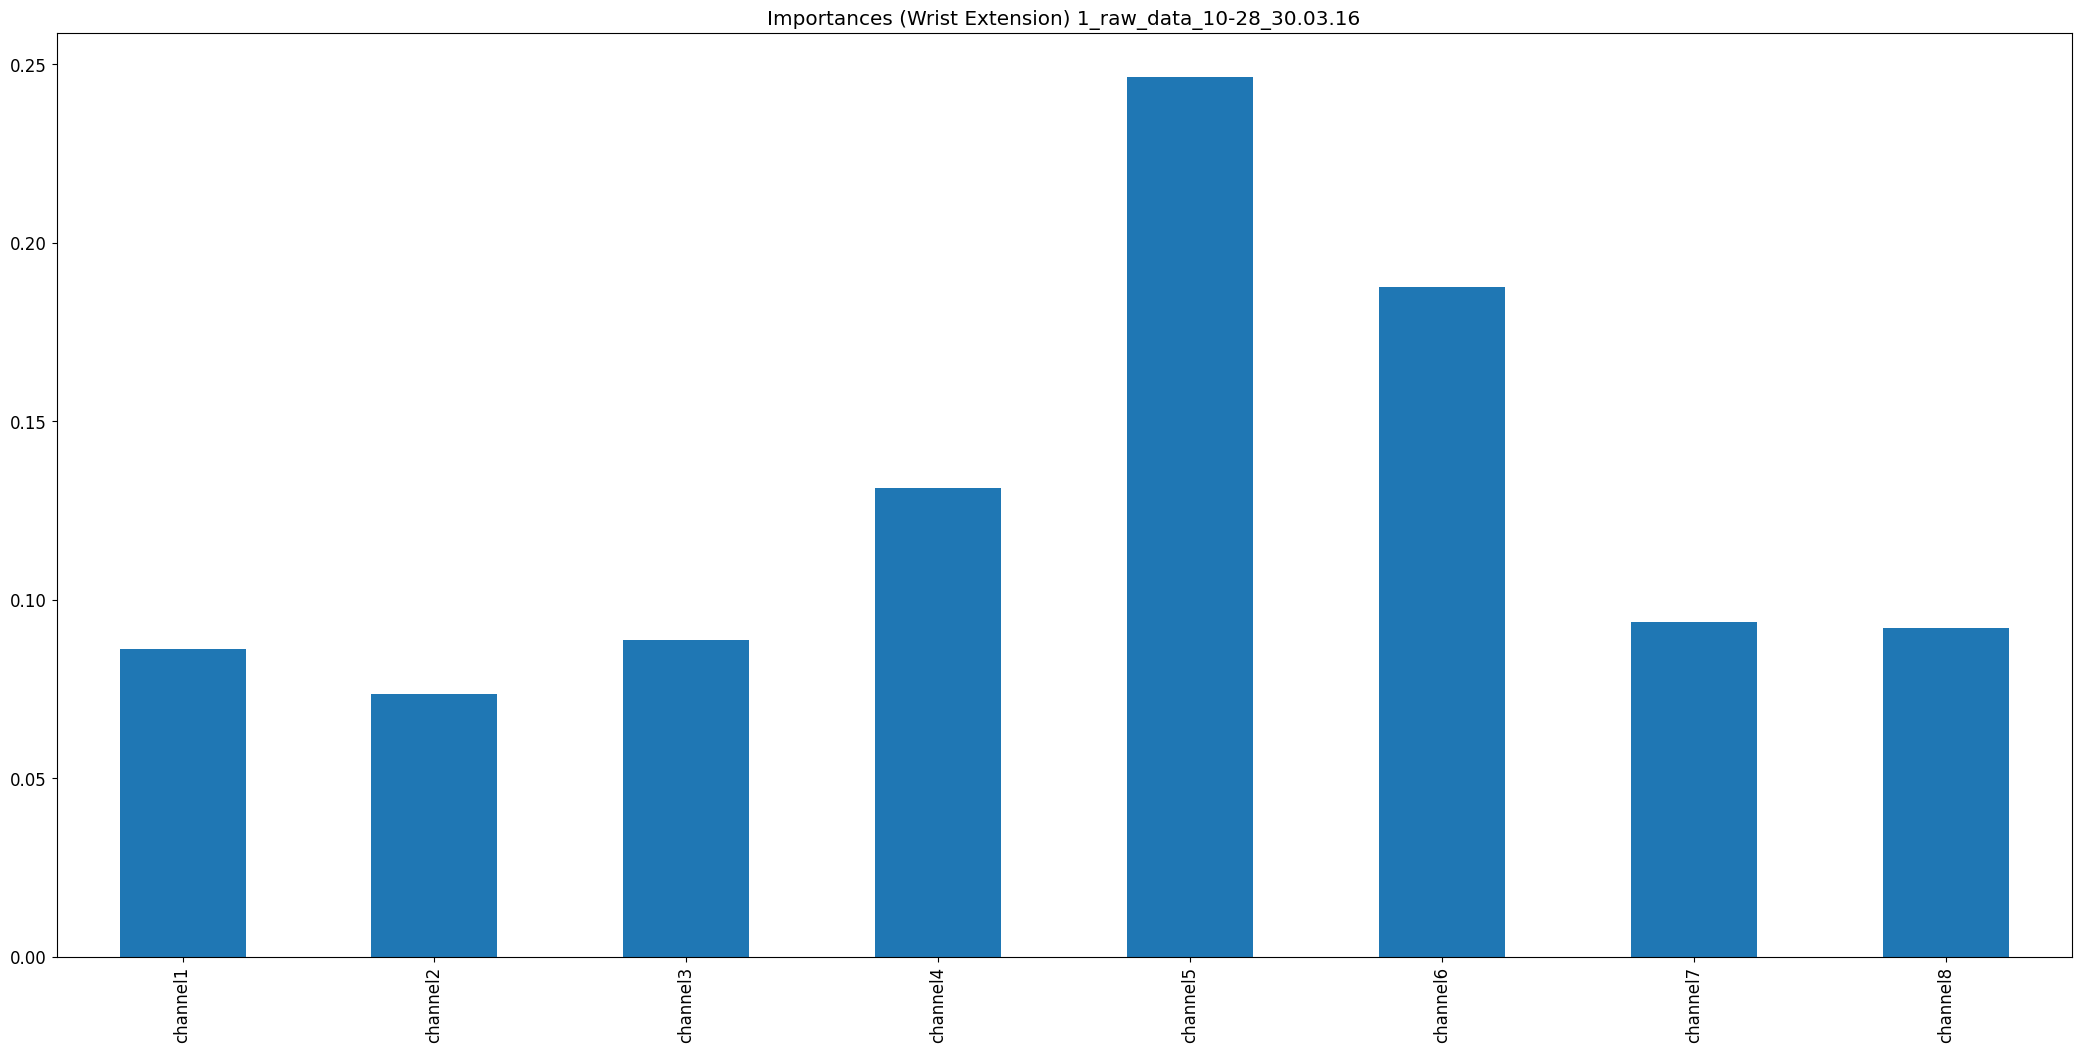 Importances (Wrist Extension) 1_raw_data_10-28_30.03.16
0.25
0.20
0.15
0.10
0.05
0.00
channel1
channel2
channel3
channel4
channel5
channel6
channel7
channel8